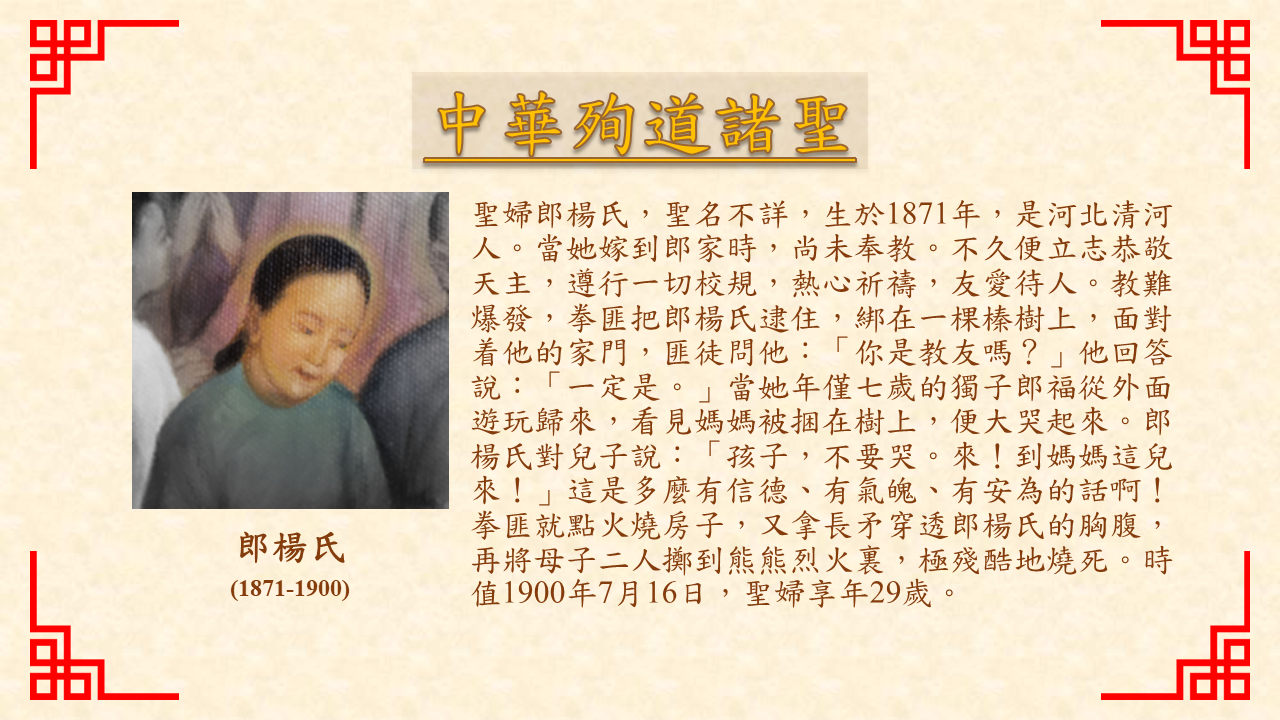 中華殉道諸聖
聖婦郎楊氏，聖名不詳，生於1871年，是河北清河
人。當她嫁到郎家時，尚未奉教。不久便立志恭敬
天主，遵行一切校規，熱心祈禱，友愛待人。教難
爆發，拳匪把郎楊氏逮住，綁在一棵榛樹上，面對
着他的家門，匪徒問他：「你是教友嗎？」他回答
說：「一定是。」當她年僅七歲的獨子郎福從外面
遊玩歸來，看見媽媽被捆在樹上，便大哭起來。郎
楊氏對兒子說：「孩子，不要哭。來！到媽媽這兒
來！」這是多麼有信德、有氣魄、有安為的話啊！
拳匪就點火燒房子，又拿長矛穿透郎楊氏的胸腹，
再將母子二人擲到熊熊烈火裏，極殘酷地燒死。時
值1900年7月16日，聖婦享年29歲。
郎楊氏
(1871-1900)